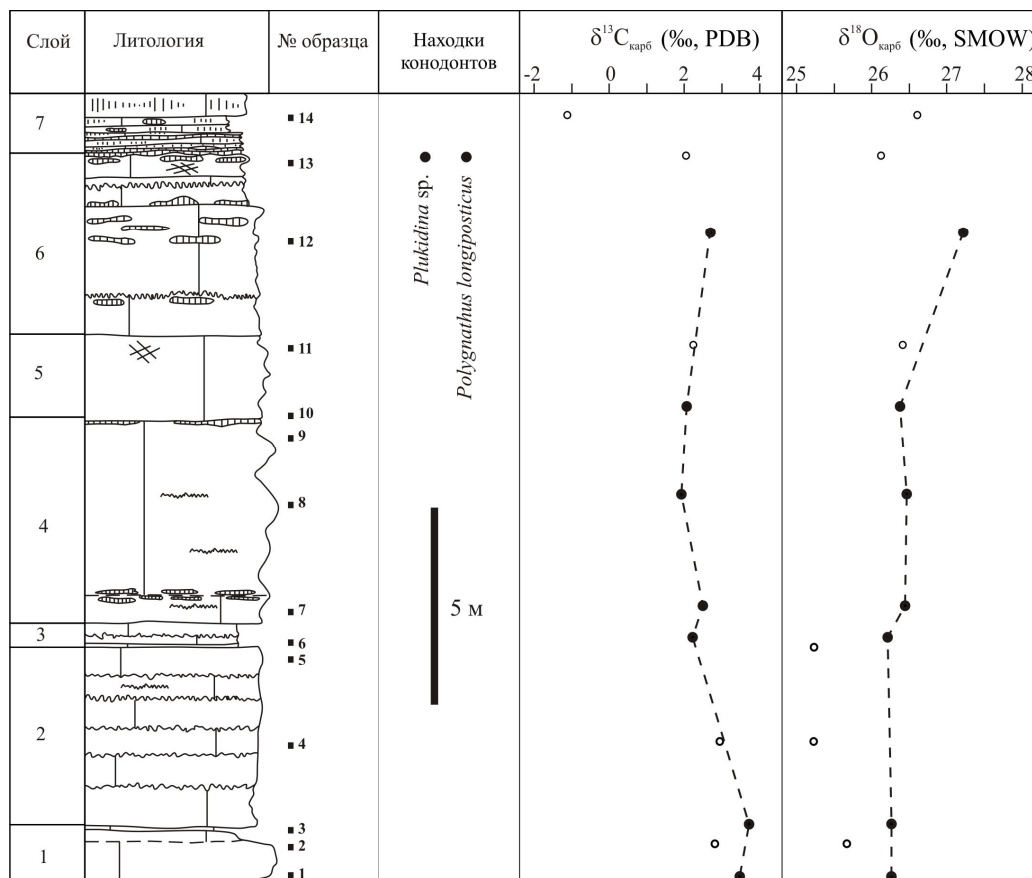 Слой
Литология
№ образца
Находки
конодонтов
δ¹³Cкарб (‰, PDB)
δ¹⁸Oкарб (‰, SMOW)
-2 0 2 4
25 26 27 28
7
6
5
4
3
2
1
14
13
12
11
10
9
8
7
6
5
4
3
2
1
Plukidina sp.
Polygnathus longiposticus
5 м